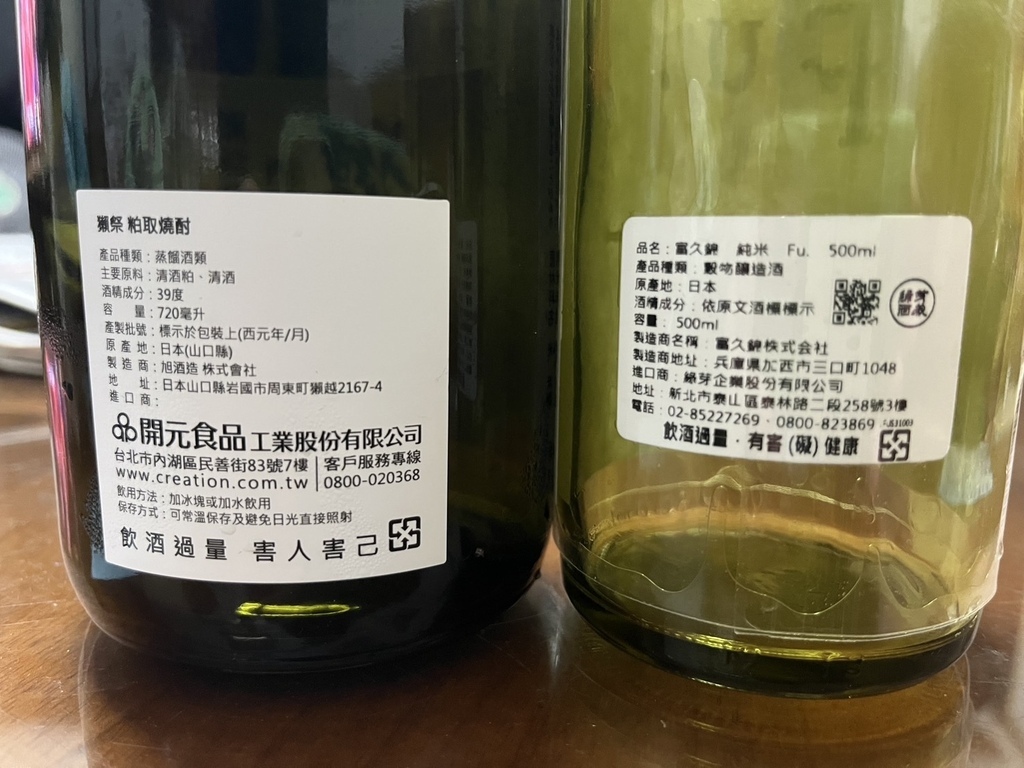 獺祭 粕取燒酎
產品種類：蒸餾酒類
主要原料：清酒粕、清酒
酒精成分：39度
容 量：720毫升
產製批號：標示於包裝上(西元年/月)
原 產 地：日本(山口縣)
製 造 商：旭酒造 株式會社
地 址：日本山口縣岩國市周東町獺越2167-4
進 口 商：
開元食品工業股份有限公司
台北市內湖區民善街83號7樓
www.creation.com.tw
客戶服務專線
0800-020368
飲用方法：加冰塊或加水飲用
保存方式：可常溫保存及避免日光直接照射
飲酒過量 害人害己
品名：富久錦 純米 Fu. 500ml
產品種類：穀物釀造酒
原產地：日本
酒精成分：依原文酒標標示
容量： 500ml
製造商名稱：富久錦株式会社
製造商地址：兵庫県加西市三口町1048
進口商：綠芽企業股份有限公司
地址：新北市泰山區泰林路二段258號3樓
電話：02-85227269、0800-823869
飲酒過量．有害(礙)健康